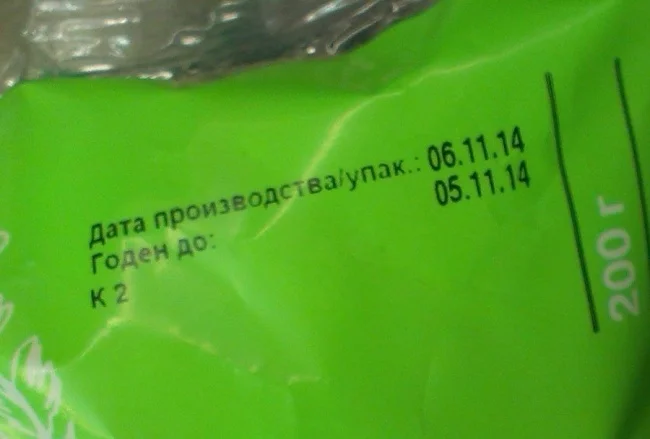 Дата производства/упак.: 06.11.14
Годен до: 05.11.14
К 2
200 г